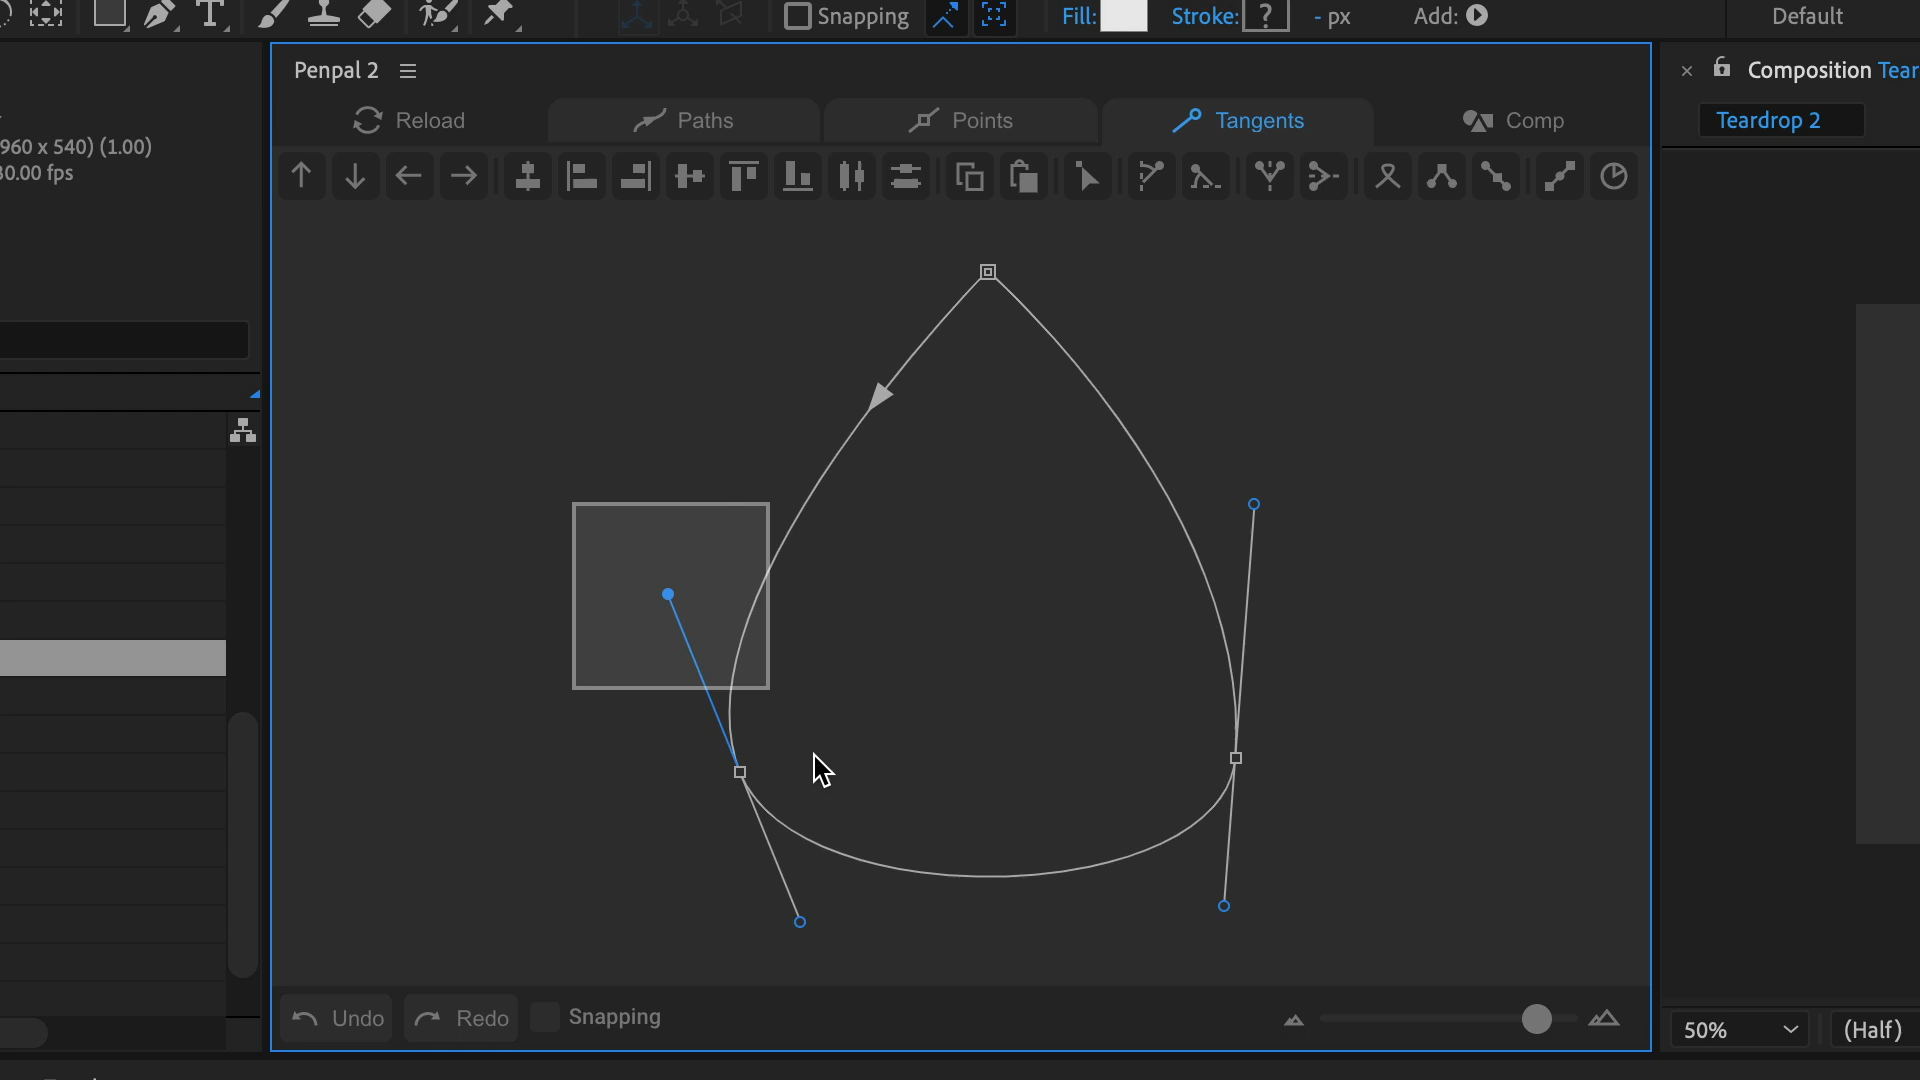 Snapping
Fill:
Stroke: ?
- px
Add:
Default
Penpal 2
Composition Tear
Reload
Paths
Points
Tangents
Comp
Teardrop 2
960 x 540) (1.00)
30.00 fps
Undo
Redo
Snapping
50%
(Half)